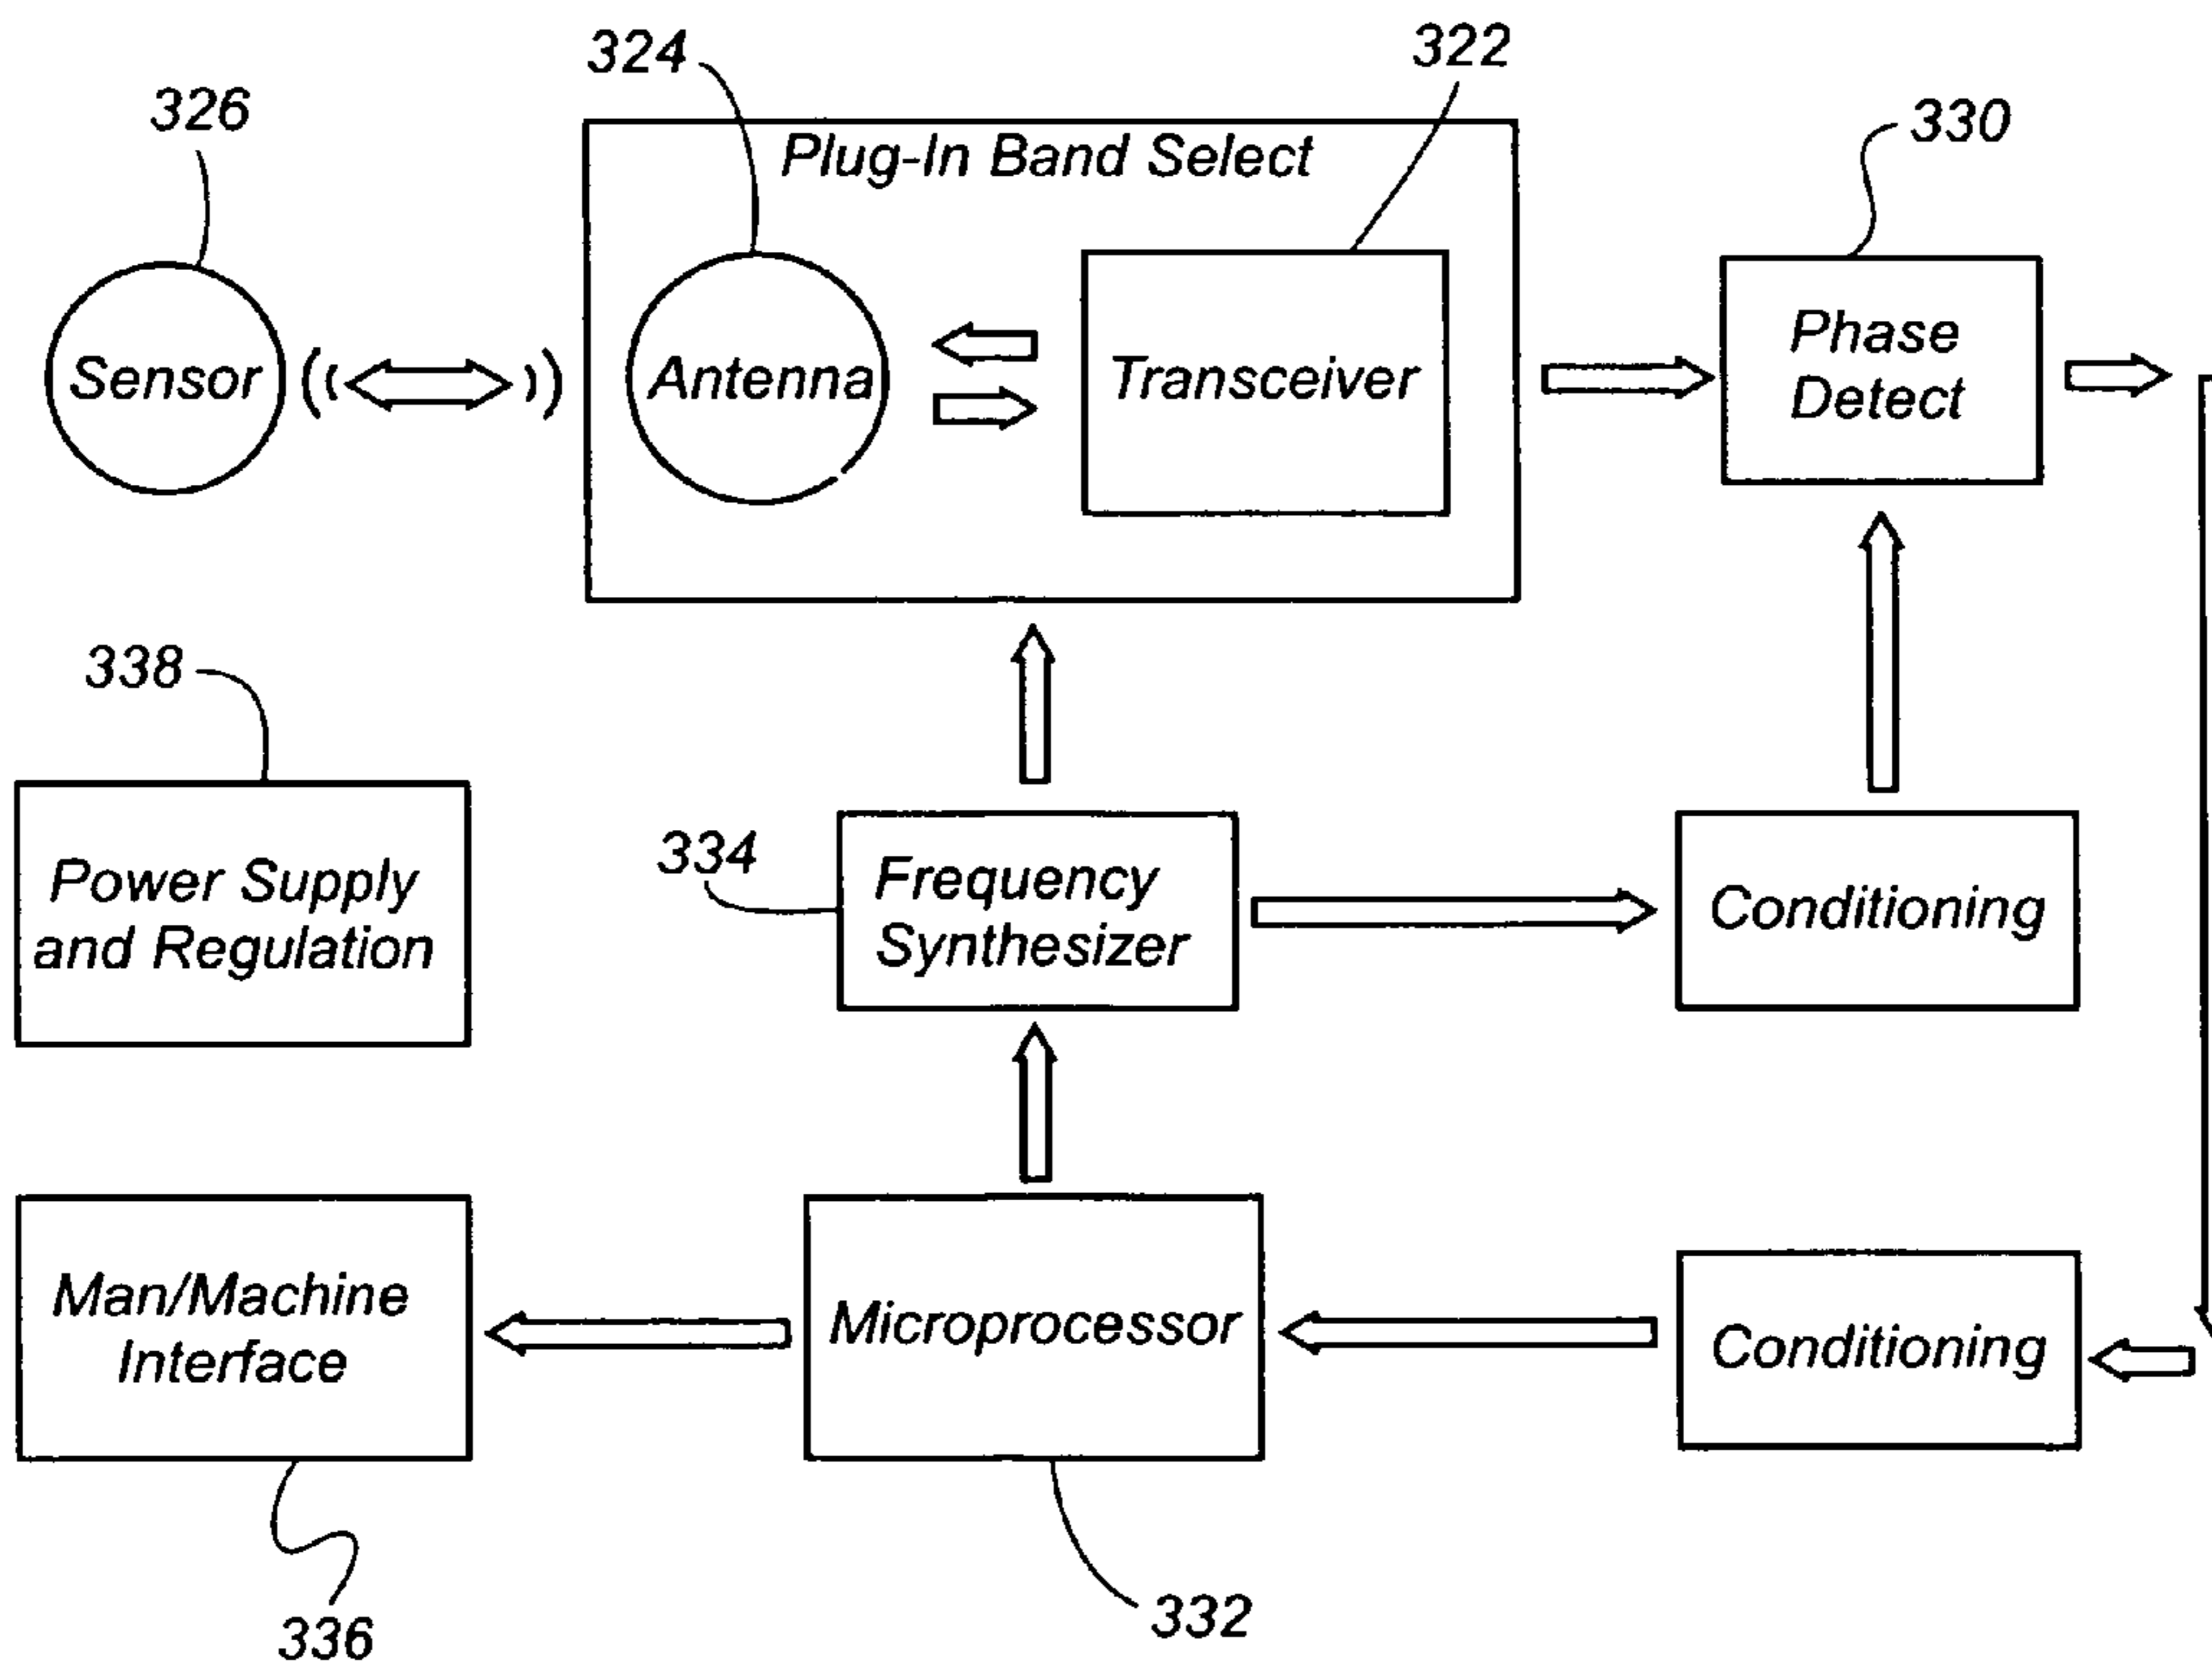 324
322
326
330
Plug-In Band Select
Sensor
Antenna
Transceiver
Phase
Detect
338
Power Supply
and Regulation
334
Frequency
Synthesizer
Conditioning
Man/Machine
Interface
Microprocessor
Conditioning
336
332